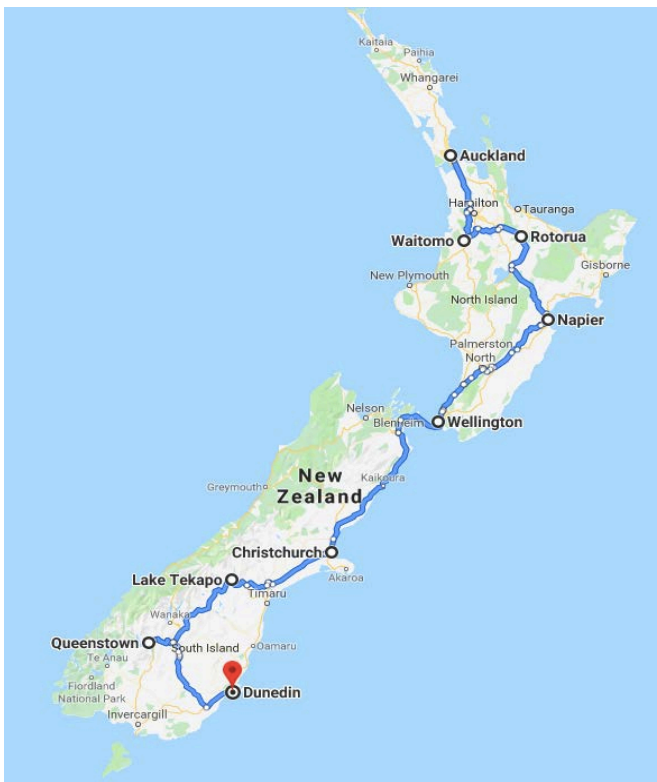 Kaitaia
Paihia
Whangarei
Auckland
Hamilton
Tauranga
Waitomo
Rotorua
Gisborne
New Plymouth
North Island
Napier
Palmerston
North
Nelson
Wellington
Blenheim
New
Zealand
Kaikoura
Greymouth
Christchurch
Lake Tekapo
Akaroa
Timaru
Wanaka
Queenstown
South Island
Oamaru
Te Anau
Fiordland
National Park
Dunedin
Invercargill